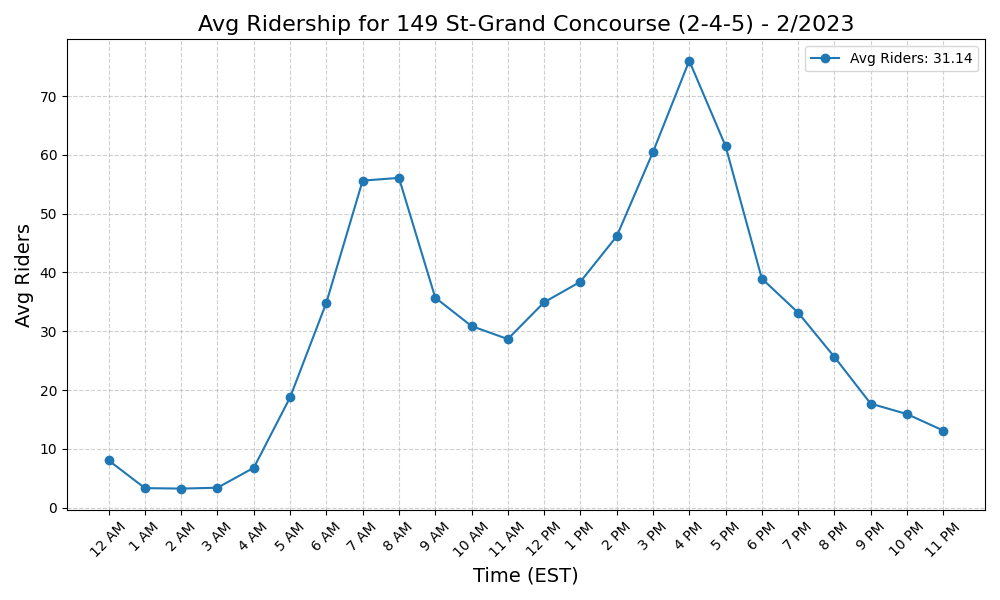 Avg Ridership for 149 St-Grand Concourse (2-4-5) - 2/2023
Avg Riders: 31.14
Avg Riders
70
60
50
40
30
20
10
0
12 AM
1 AM
2 AM
3 AM
4 AM
5 AM
6 AM
7 AM
8 AM
9 AM
10 AM
11 AM
12 PM
1 PM
2 PM
3 PM
4 PM
5 PM
6 PM
7 PM
8 PM
9 PM
10 PM
11 PM
Time (EST)